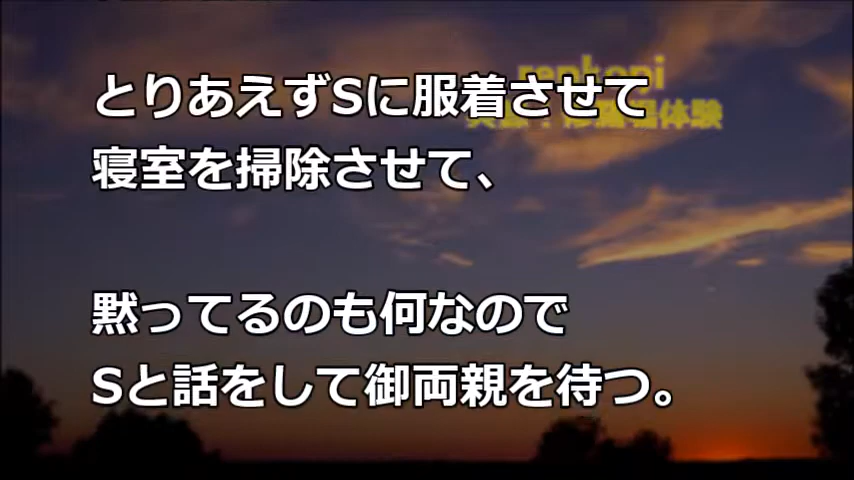 とりあえずSに服着させて
寝室を掃除させて、
黙ってるのも何なので
Sと話をして御両親を待つ。